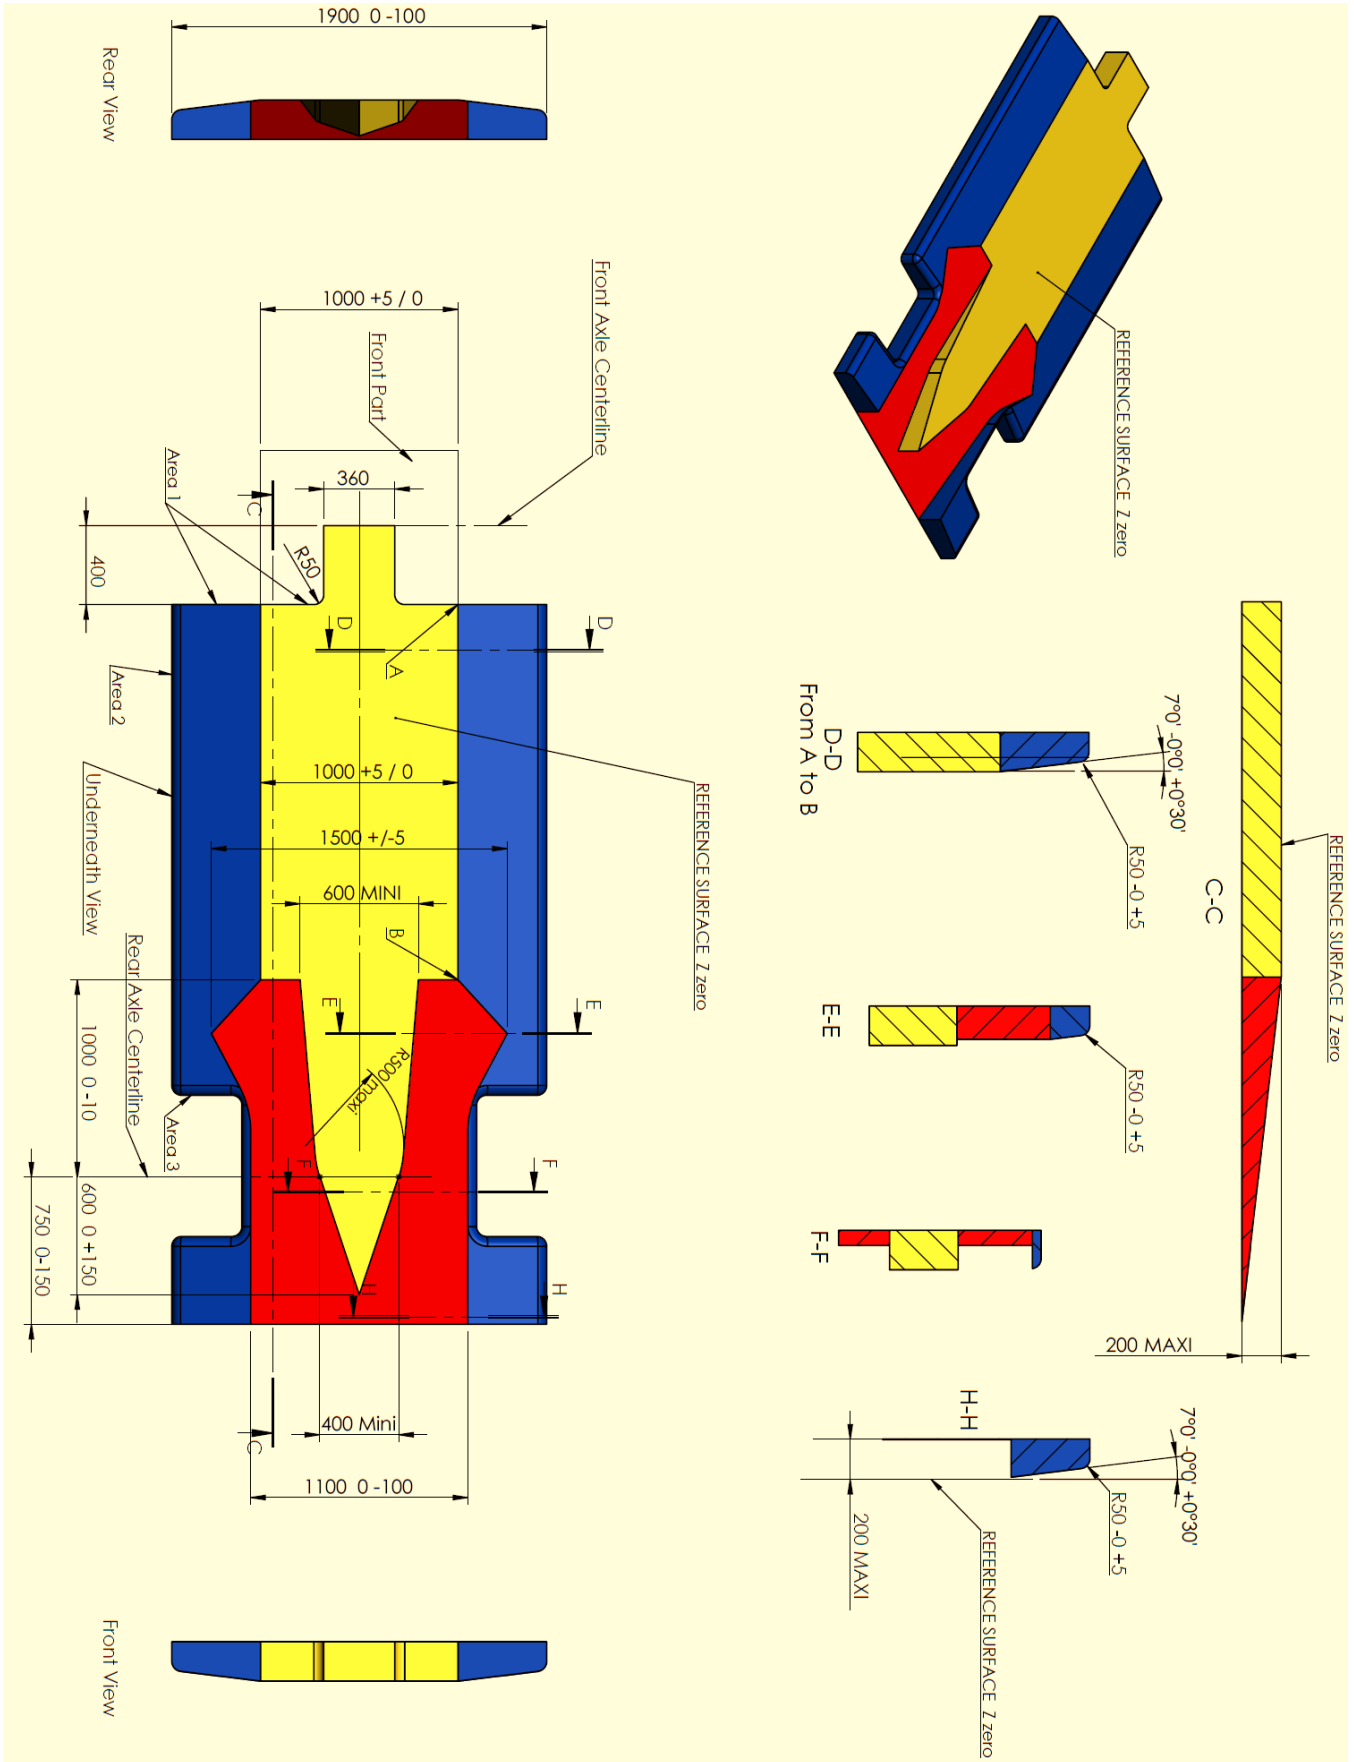 1900  0 -100
Rear View
REFERENCE SURFACE  Z zero
Front Axle Centerline
1000 +5 / 0
Front Part
360
Area 1
C
R50
400
D
D
A
Area 2
Underneath View
1000 +5 / 0
REFERENCE SURFACE  Z zero
1500 +/-5
600 MINI
B
E
E
R500maxi
Rear Axle Centerline
1000  0 -10
Area 3
F
F
600  0 +150
750  0-150
H
H
400 Mini
C
1100  0 -100
REFERENCE SURFACE  Z zero
C-C
200 MAXI
D-D
From A to B
7°0' -0°0' +0°30'
R50 -0 +5
E-E
R50 -0 +5
F-F
H-H
7°0' -0°0' +0°30'
R50 -0 +5
200 MAXI
REFERENCE SURFACE  Z zero
Front View